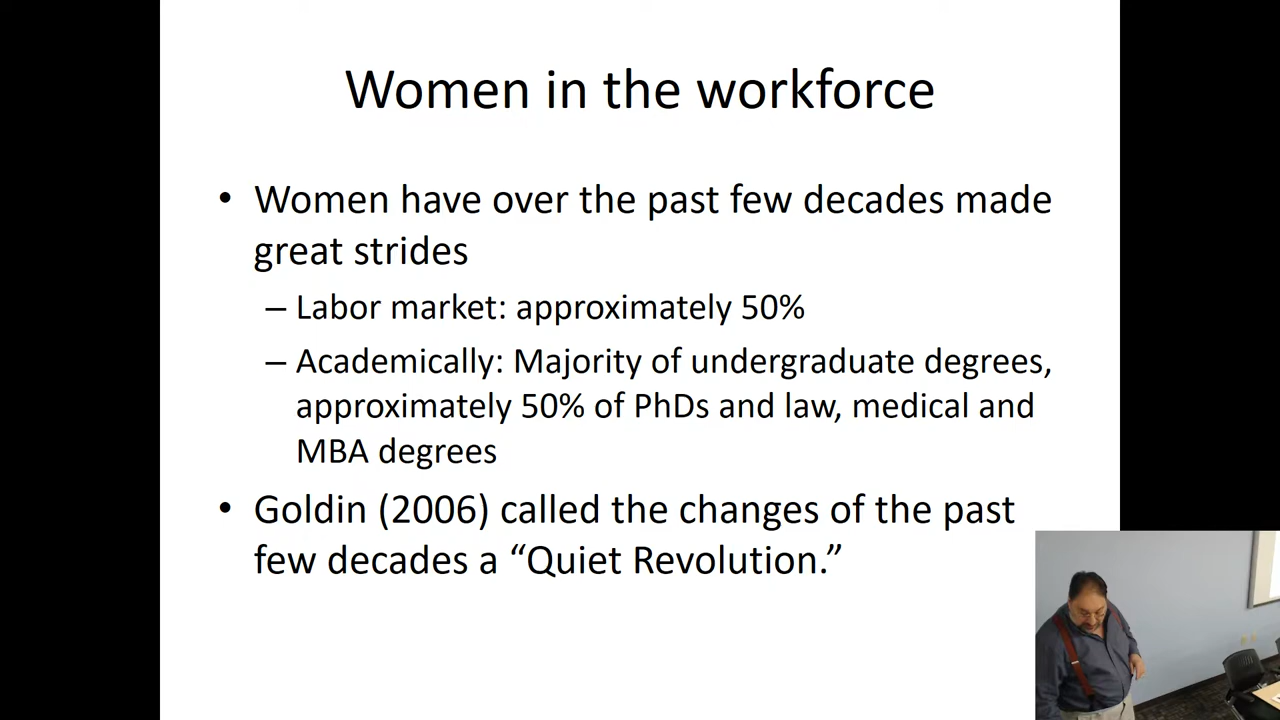 Women in the workforce
• Women have over the past few decades made
great strides
– Labor market: approximately 50%
– Academically: Majority of undergraduate degrees,
approximately 50% of PhDs and law, medical and
MBA degrees
• Goldin (2006) called the changes of the past
few decades a “Quiet Revolution.”